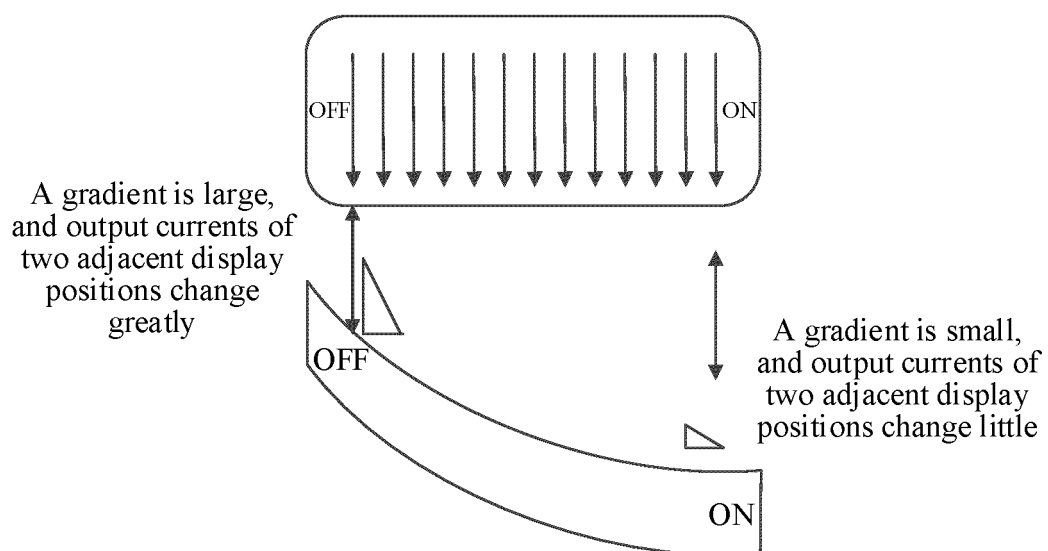 OFF
ON
A gradient is large,
and output currents of
two adjacent display
positions change
greatly
OFF
A gradient is small,
and output currents of
two adjacent display
positions change little
ON